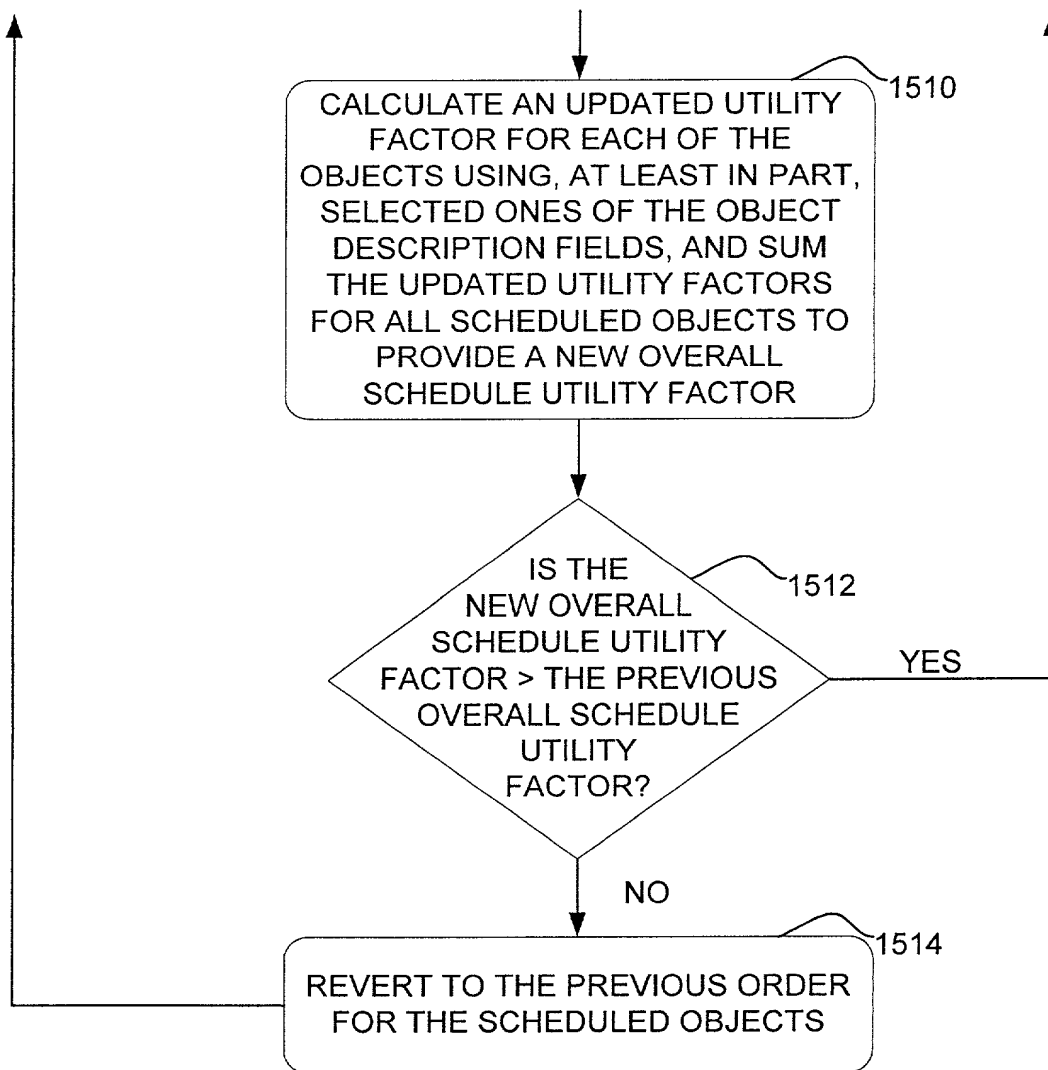 1510
CALCULATE AN UPDATED UTILITY
FACTOR FOR EACH OF THE
OBJECTS USING, AT LEAST IN PART,
SELECTED ONES OF THE OBJECT
DESCRIPTION FIELDS, AND SUM
THE UPDATED UTILITY FACTORS
FOR ALL SCHEDULED OBJECTS TO
PROVIDE A NEW OVERALL
SCHEDULE UTILITY FACTOR
1512
IS THE
NEW OVERALL
SCHEDULE UTILITY
FACTOR > THE PREVIOUS
OVERALL SCHEDULE
UTILITY
FACTOR?
YES
NO
1514
REVERT TO THE PREVIOUS ORDER
FOR THE SCHEDULED OBJECTS